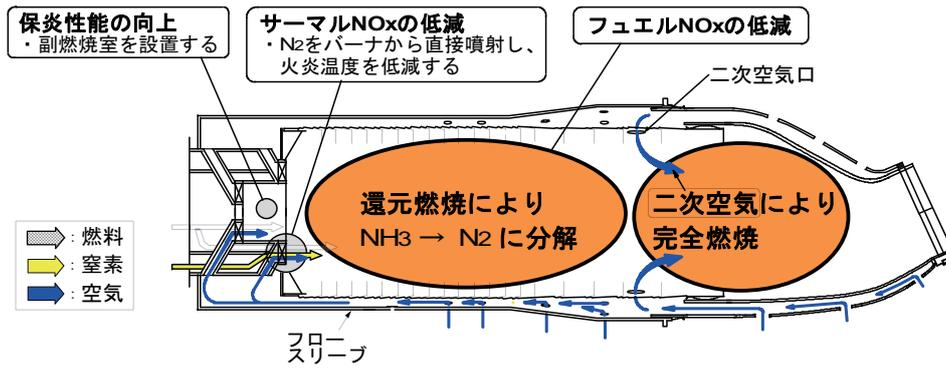 保炎性能の向上
・副燃焼室を設置する
サーマルNOxの低減
・N2をバーナから直接噴射し、
火炎温度を低減する
フュエルNOxの低減
二次空気口
還元燃焼により
NH3 → N2 に分解
二次空気により
完全燃焼
：燃料
：窒素
：空気
フロー
スリーブ